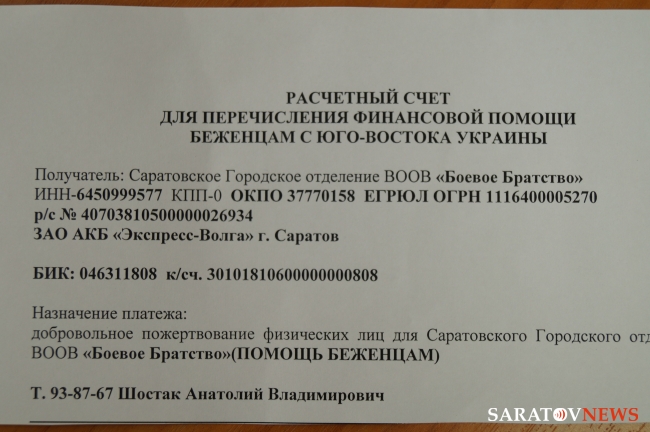 РАСЧЕТНЫЙ СЧЕТ
ДЛЯ ПЕРЕЧИСЛЕНИЯ ФИНАНСОВОЙ ПОМОЩИ
БЕЖЕНЦАМ С ЮГО-ВОСТОКА УКРАИНЫ
Получатель: Саратовское Городское отделение ВООВ «Боевое Братство»
ИНН-6450999577 КПП-0 ОКПО 37770158 ЕГРЮЛ ОГРН 1116400005270
р/с № 40703810500000026934
ЗАО АКБ «Экспресс-Волга» г. Саратов
БИК: 046311808 к/сч. 30101810600000000808
Назначение платежа:
добровольное пожертвование физических лиц для Саратовского Городского отд
ВООВ «Боевое Братство»(ПОМОЩЬ БЕЖЕНЦАМ)
Т. 93-87-67 Шостак Анатолий Владимирович
SARATOVNEWS